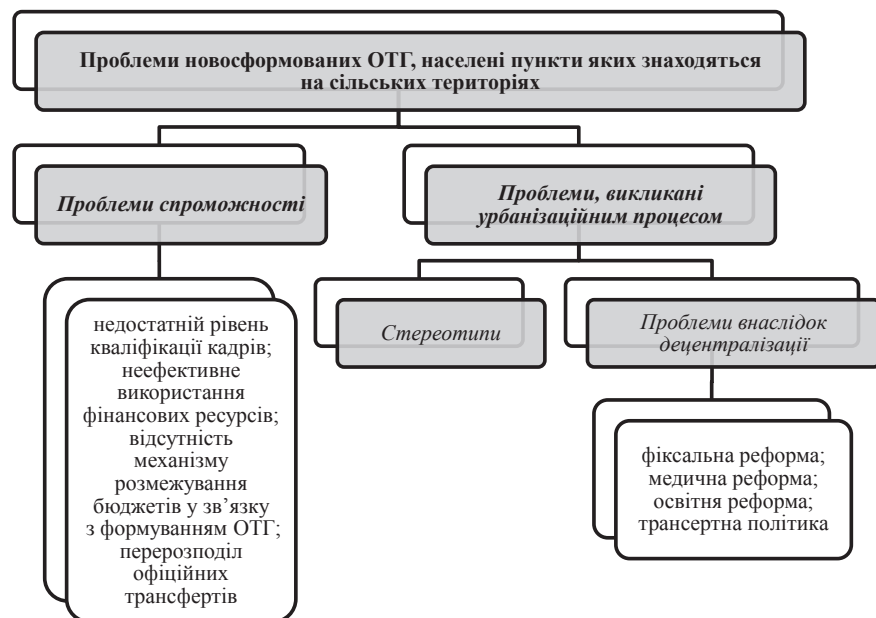 Проблеми новосформованих ОТГ, населені пункти яких знаходяться
на сільських територіях
Проблеми спроможності
Проблеми, викликані
урбанізаційним процесом
недостатній рівень
кваліфікації кадрів;
неефективне
використання
фінансових ресурсів;
відсутність
механізму
розмежування
бюджетів у зв’язку
з формуванням ОТГ;
перерозподіл
офіційних
трансфертів
Стереотипи
Проблеми внаслідок
децентралізації
фіксальна реформа;
медична реформа;
освітня реформа;
трансертна політика